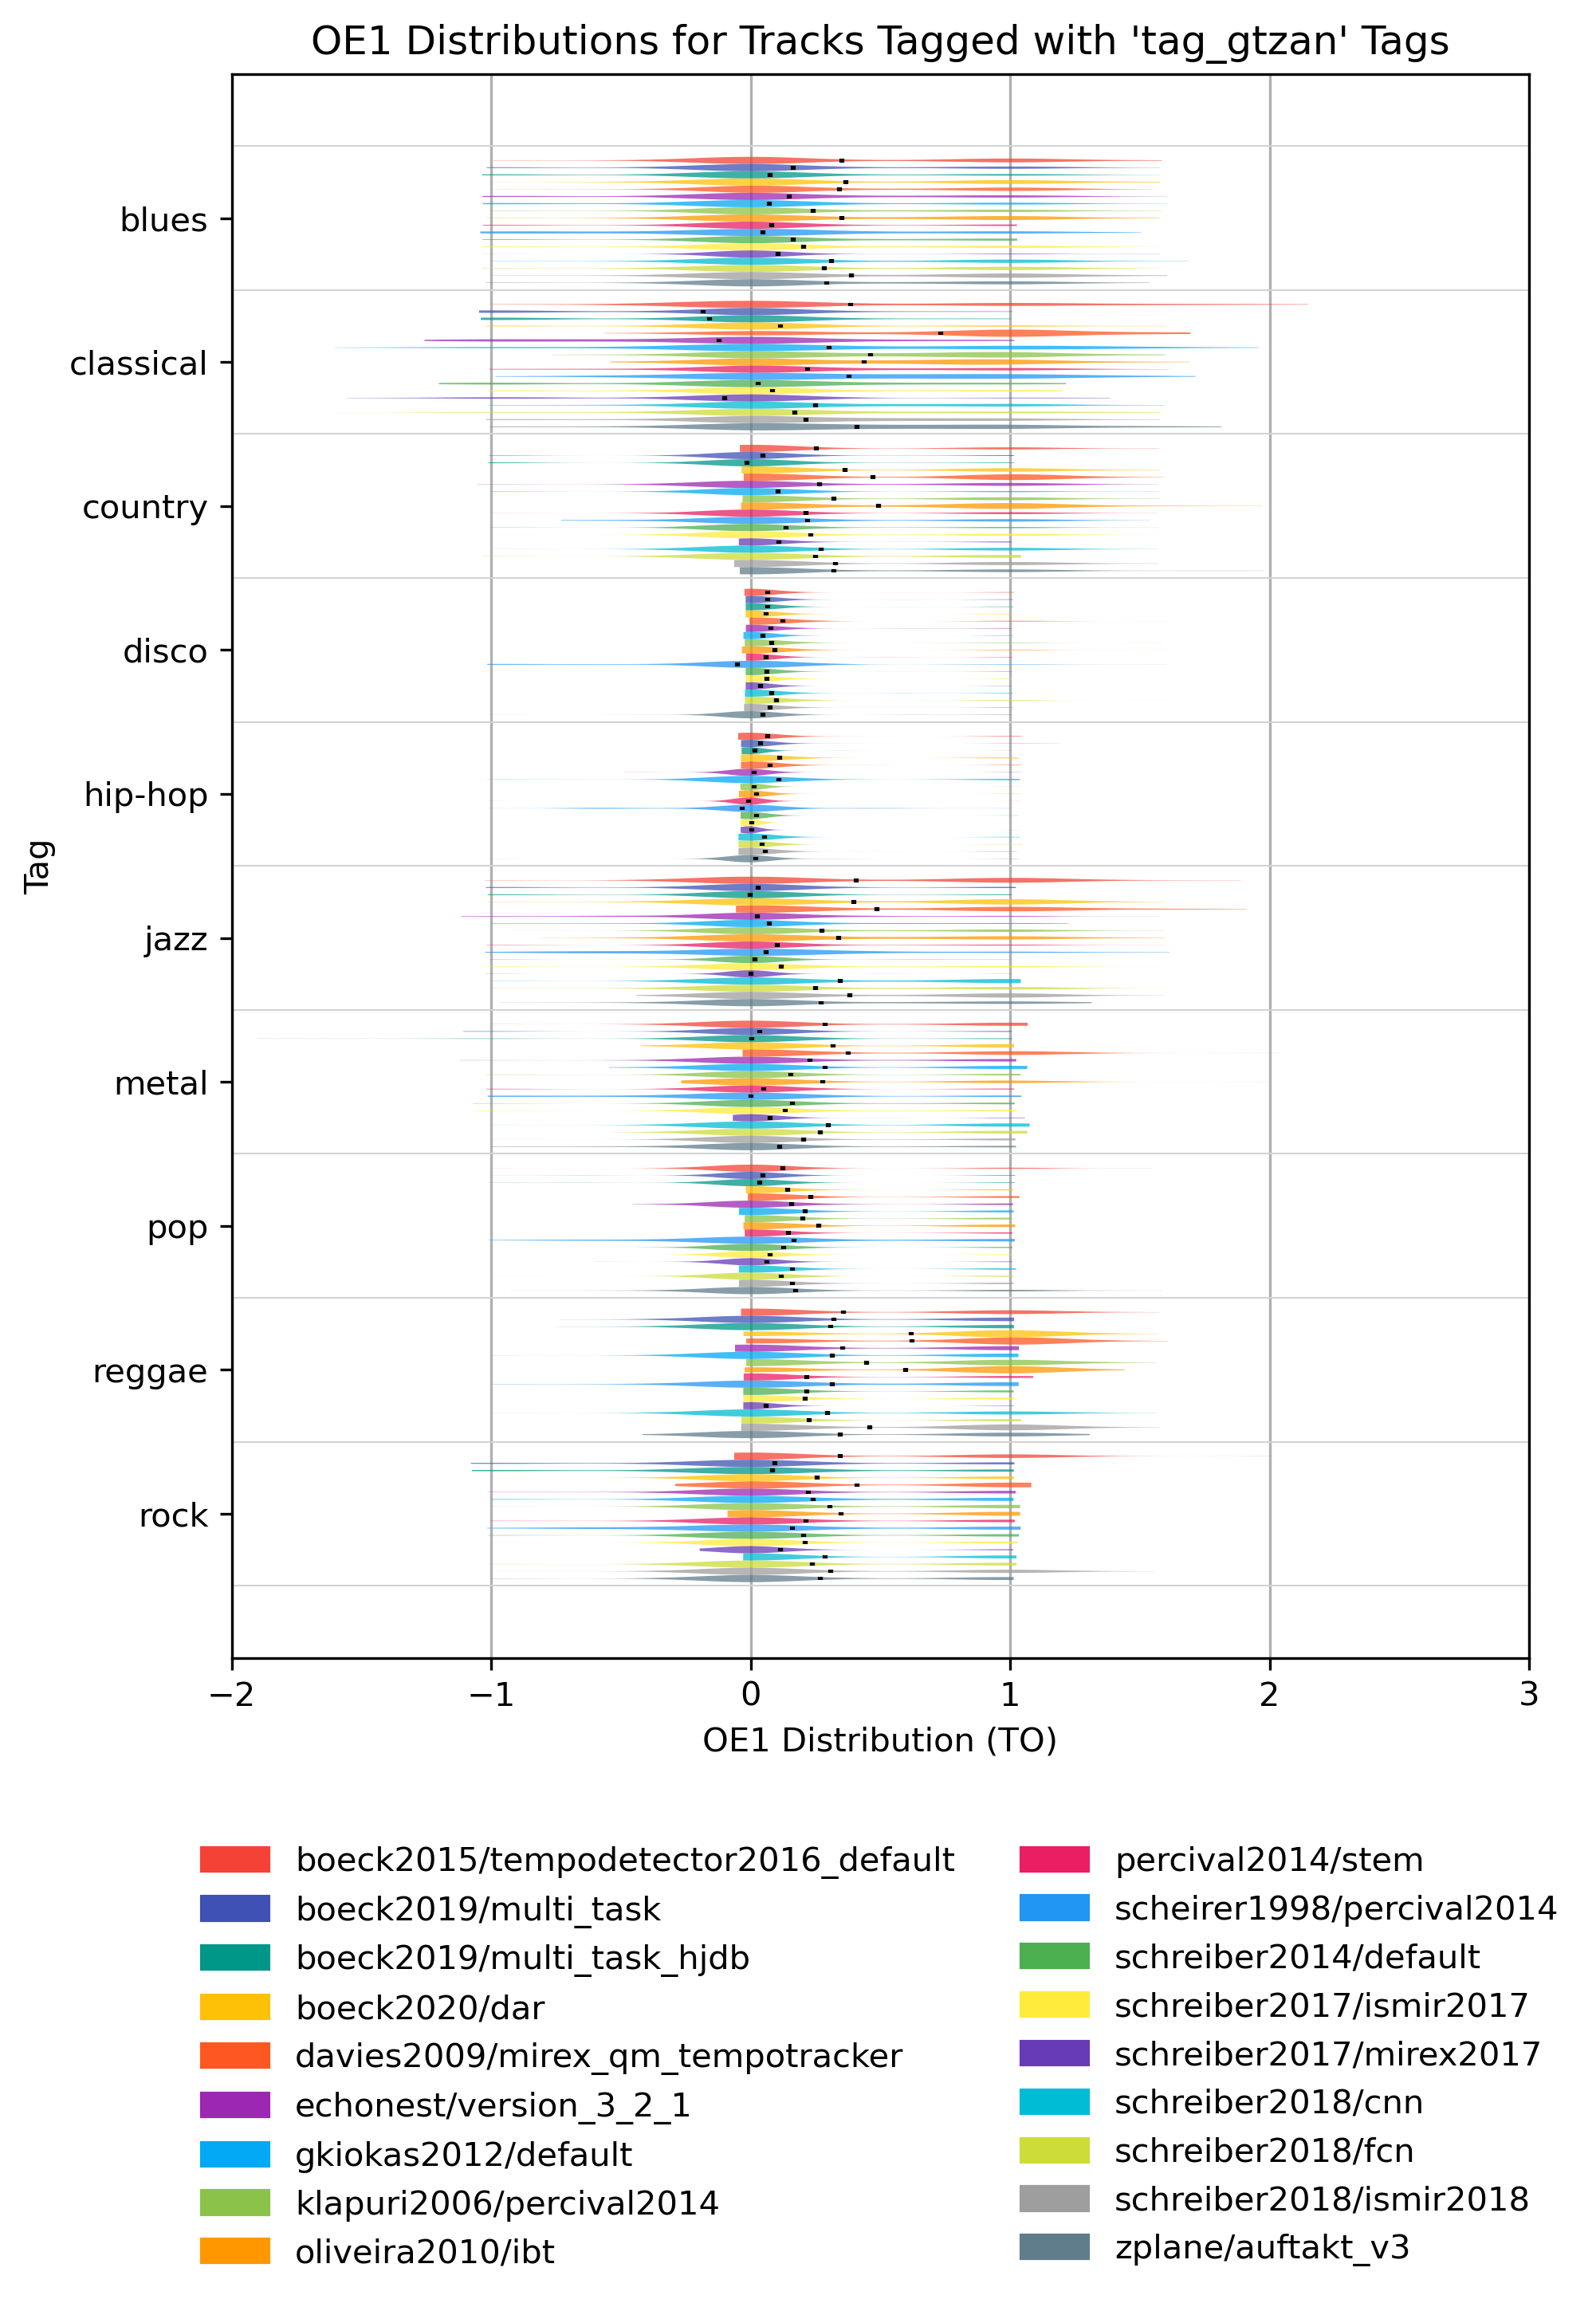 OE1 Distributions for Tracks Tagged with 'tag_gtzan' Tags
blues
classical
country
disco
hip-hop
jazz
metal
pop
reggae
rock
Tag
−2 −1 0 1 2 3
OE1 Distribution (TO)
boeck2015/tempodetector2016_default
boeck2019/multi_task
boeck2019/multi_task_hjdb
boeck2020/dar
davies2009/mirex_qm_tempotracker
echonest/version_3_2_1
gkiokas2012/default
klapuri2006/percival2014
oliveira2010/ibt
percival2014/stem
scheirer1998/percival2014
schreiber2014/default
schreiber2017/ismir2017
schreiber2017/mirex2017
schreiber2018/cnn
schreiber2018/fcn
schreiber2018/ismir2018
zplane/auftakt_v3